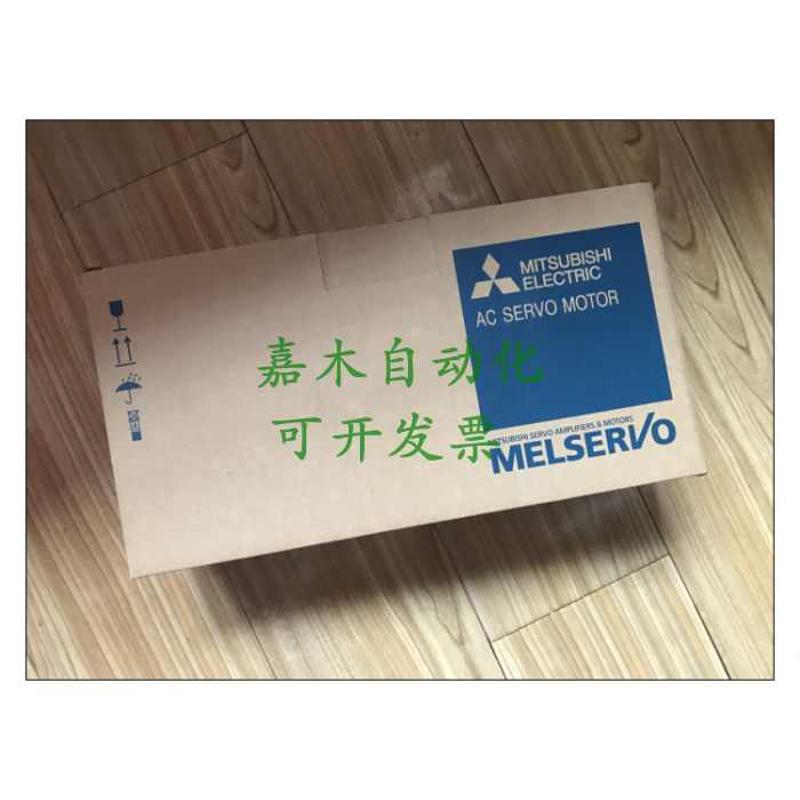 MITSUBISHI
ELECTRIC
AC SERVO MOTOR
嘉木自动化
可开发票
MITSUBISHI SERVO AMPLIFIERS & MOTORS
MELSERVO